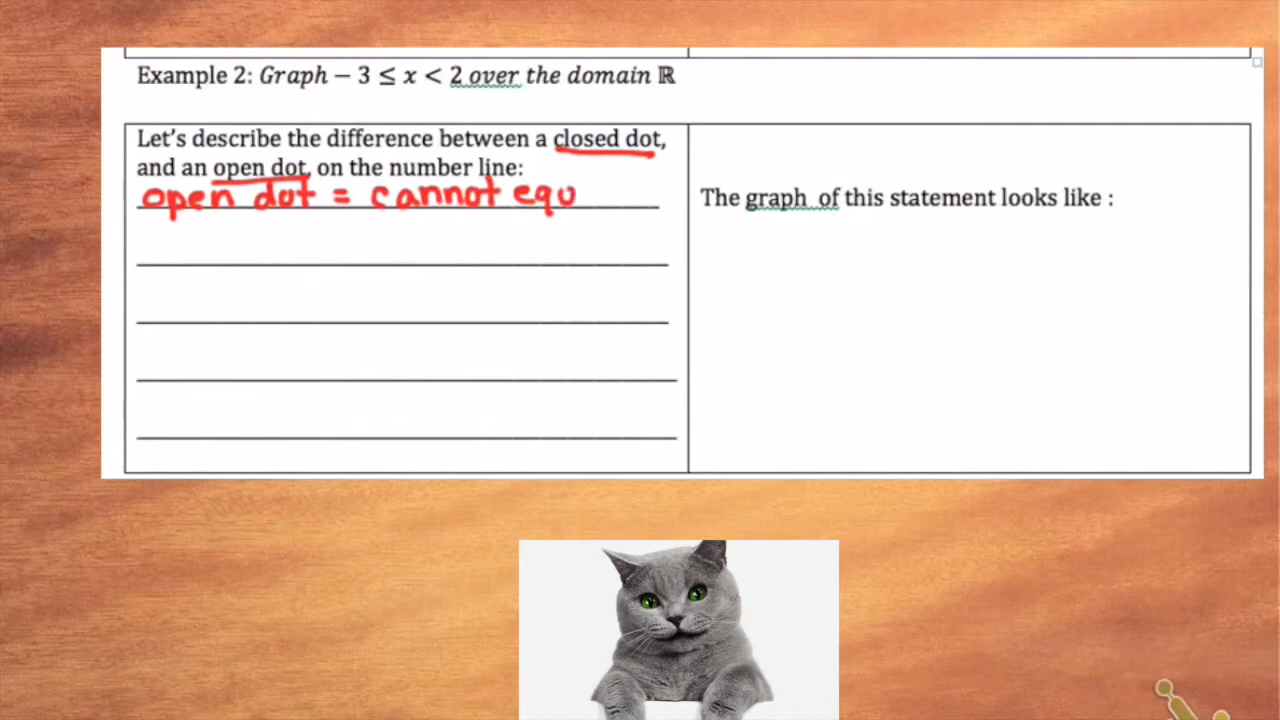 Example 2: Graph − 3 ≤ x < 2 over the domain ℝ
Let's describe the difference between a closed dot,
and an open dot, on the number line:
open dot = cannot equ
The graph of this statement looks like :